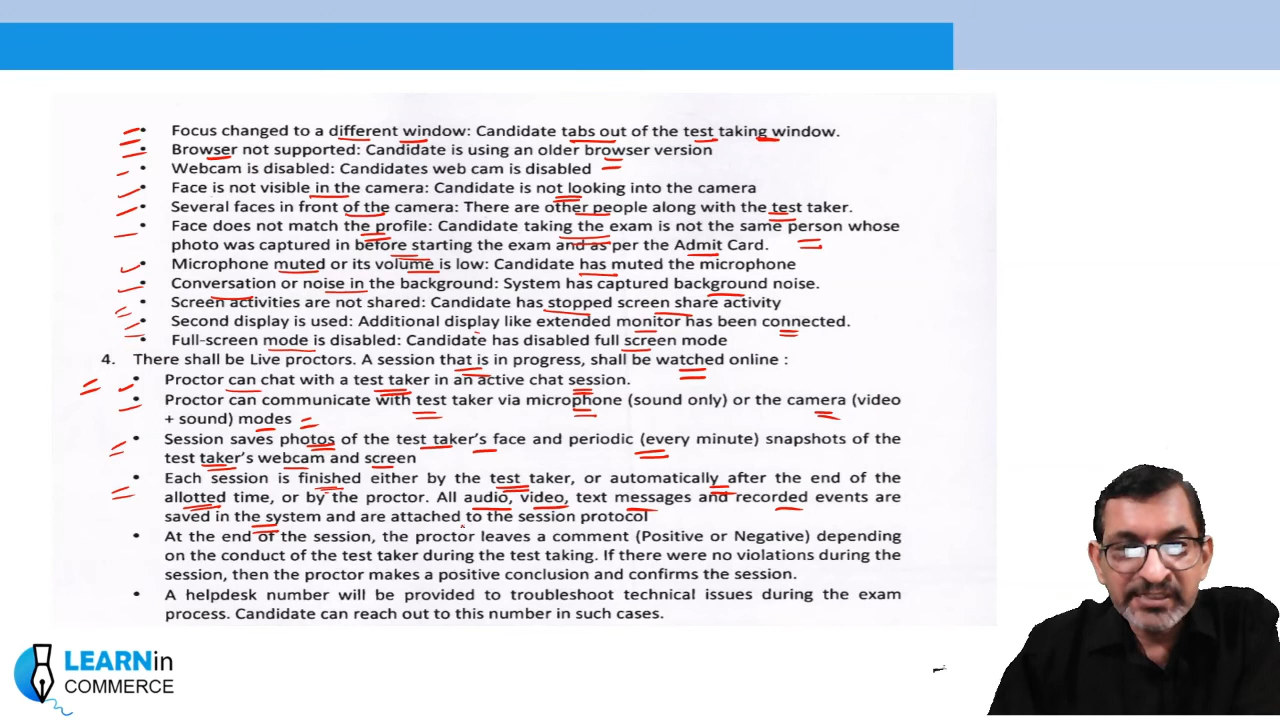 • Focus changed to a different window: Candidate tabs out of the test taking window.
• Browser not supported: Candidate is using an older browser version
• Webcam is disabled: Candidates web cam is disabled
• Face is not visible in the camera: Candidate is not looking into the camera
• Several faces in front of the camera: There are other people along with the test taker.
• Face does not match the profile: Candidate taking the exam is not the same person whose
photo was captured in before starting the exam and as per the Admit Card.
• Microphone muted or its volume is low: Candidate has muted the microphone
• Conversation or noise in the background: System has captured background noise.
• Screen activities are not shared: Candidate has stopped screen share activity
• Second display is used: Additional display like extended monitor has been connected.
• Full-screen mode is disabled: Candidate has disabled full screen mode
4. There shall be Live proctors. A session that is in progress, shall be watched online :
• Proctor can chat with a test taker in an active chat session.
• Proctor can communicate with test taker via microphone (sound only) or the camera (video
+ sound) modes
• Session saves photos of the test taker's face and periodic (every minute) snapshots of the
test taker's webcam and screen
• Each session is finished either by the test taker, or automatically after the end of the
allotted time, or by the proctor. All audio, video, text messages and recorded events are
saved in the system and are attached to the session protocol
• At the end of the session, the proctor leaves a comment (Positive or Negative) depending
on the conduct of the test taker during the test taking. If there were no violations during the
session, then the proctor makes a positive conclusion and confirms the session.
• A helpdesk number will be provided to troubleshoot technical issues during the exam
process. Candidate can reach out to this number in such cases.
LEARNin
COMMERCE